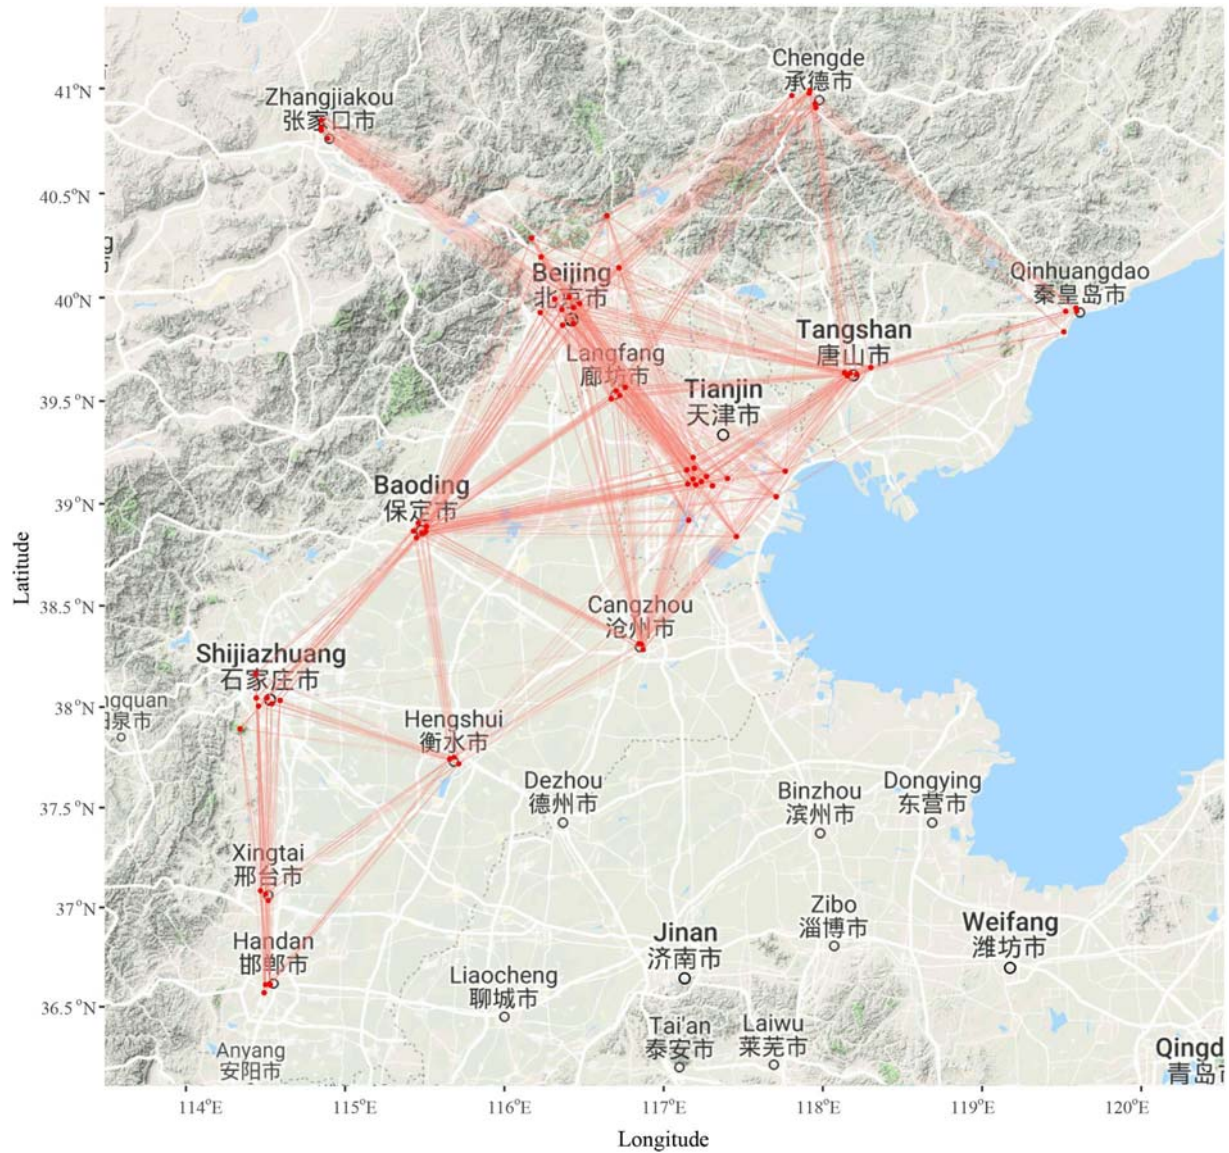 Chengde
承德市
41°N
Zhangjiakou
张家口市
40.5°N
Qinhuangdao
秦皇岛市
Beijing
北京市
40°N
Tangshan
唐山市
Langfang
廊坊市
39.5°N
Tianjin
天津市
Baoding
保定市
39°N
Latitude
38.5°N
Cangzhou
沧州市
Shijiazhuang
石家庄市
ngquan
泉市
38°N
Hengshui
衡水市
Dezhou
德州市
Binzhou
滨州市
Dongying
东营市
37.5°N
Xingtai
邢台市
37°N
Zibo
淄博市
Weifang
潍坊市
Handan
邯郸市
Jinan
济南市
Liaocheng
聊城市
36.5°N
Tai'an
泰安市
Laiwu
莱芜市
Anyang
安阳市
Qingd
青岛
114°E
115°E
116°E
117°E
118°E
119°E
120°E
Longitude